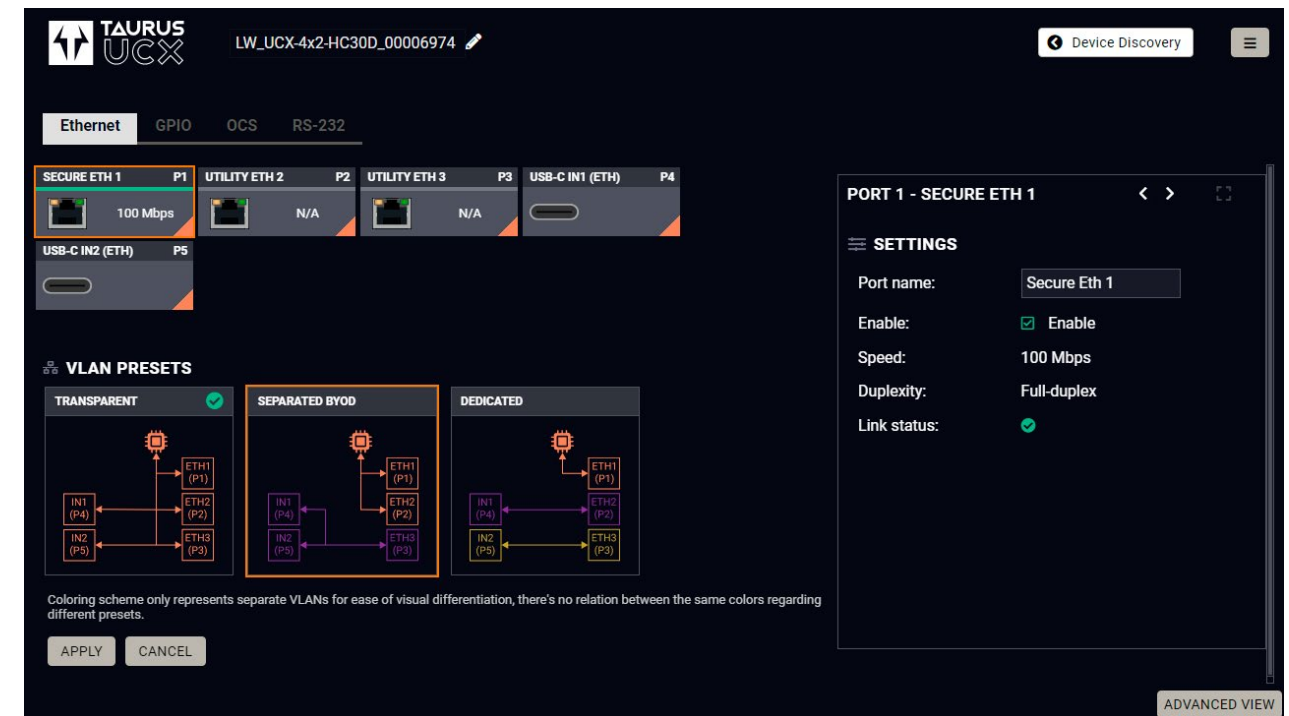 TAURUS
UCX
LW_UCX-4x2-HC30D_00006974
Device Discovery
Ethernet GPIO OCS RS-232
SECURE ETH 1 P1
100 Mbps
UTILITY ETH 2 P2
N/A
UTILITY ETH 3 P3
N/A
USB-C IN1 (ETH) P4
USB-C IN2 (ETH) P5
VLAN PRESETS
TRANSPARENT
ETH1
(P1)
IN1
(P4)
ETH2
(P2)
IN2
(P5)
ETH3
(P3)
SEPARATED BYOD
ETH1
(P1)
IN1
(P4)
ETH2
(P2)
IN2
(P5)
ETH3
(P3)
DEDICATED
ETH1
(P1)
IN1
(P4)
ETH2
(P2)
IN2
(P5)
ETH3
(P3)
Coloring scheme only represents separate VLANs for ease of visual differentiation, there's no relation between the same colors regarding
different presets.
APPLY CANCEL
PORT 1 - SECURE ETH 1
SETTINGS
Port name: Secure Eth 1
Enable: Enable
Speed: 100 Mbps
Duplexity: Full-duplex
Link status:
ADVANCED VIEW